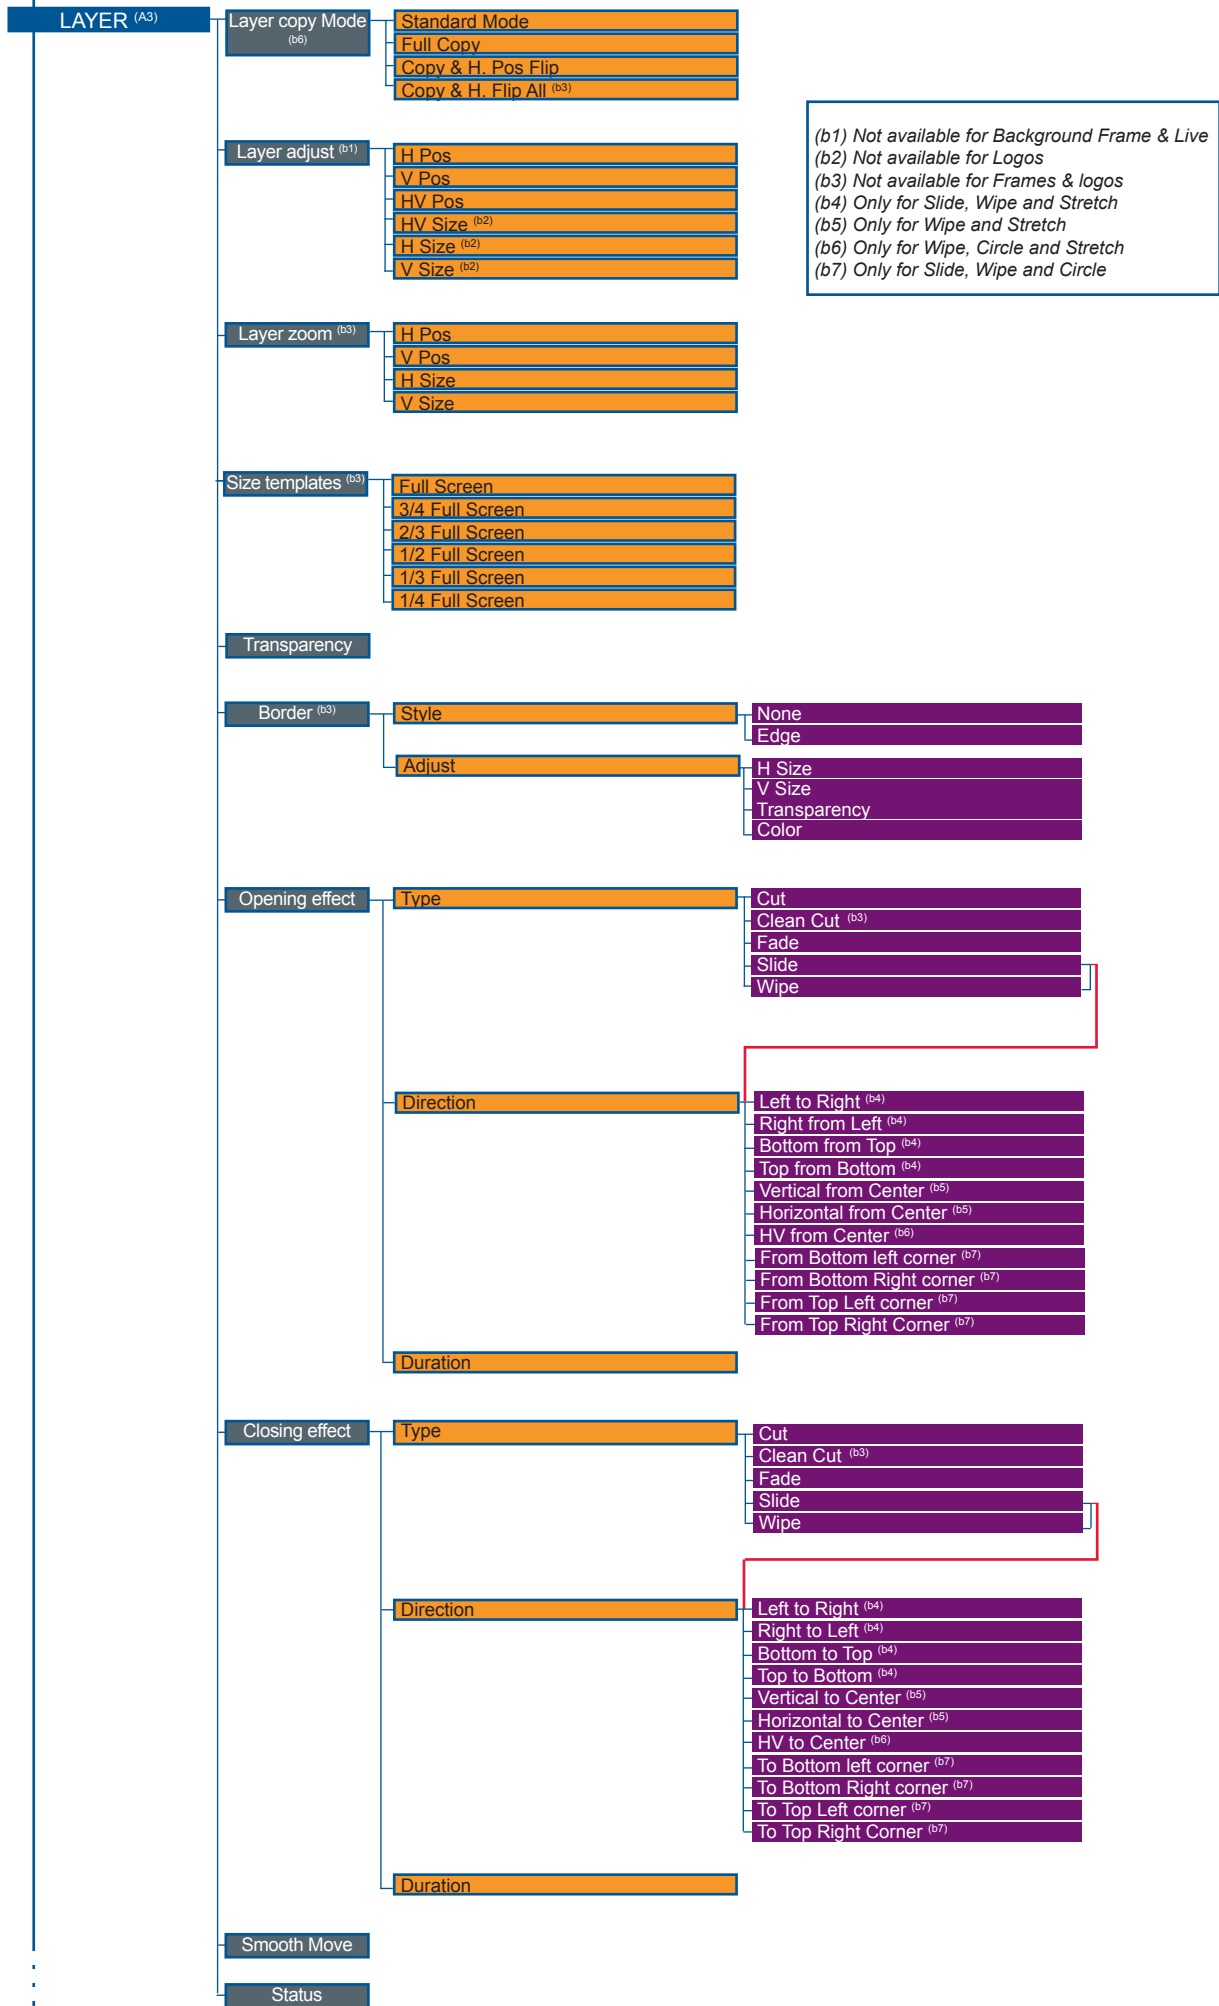 LAYER (A3)
Layer copy Mode
(b6)
Standard Mode
Full Copy
Copy & H. Pos Flip
Copy & H. Flip All (b3)
(b1) Not available for Background Frame & Live
(b2) Not available for Logos
(b3) Not available for Frames & logos
(b4) Only for Slide, Wipe and Stretch
(b5) Only for Wipe and Stretch
(b6) Only for Wipe, Circle and Stretch
(b7) Only for Slide, Wipe and Circle
Layer adjust (b1)
H Pos
V Pos
HV Pos
HV Size (b2)
H Size (b2)
V Size (b2)
Layer zoom (b3)
H Pos
V Pos
H Size
V Size
Size templates (b3)
Full Screen
3/4 Full Screen
2/3 Full Screen
1/2 Full Screen
1/3 Full Screen
1/4 Full Screen
Transparency
Border (b3)
Style
None
Edge
Adjust
H Size
V Size
Transparency
Color
Opening effect
Type
Cut
Clean Cut (b3)
Fade
Slide
Wipe
Direction
Left to Right (b4)
Right from Left (b4)
Bottom from Top (b4)
Top from Bottom (b4)
Vertical from Center (b5)
Horizontal from Center (b5)
HV from Center (b6)
From Bottom left corner (b7)
From Bottom Right corner (b7)
From Top Left corner (b7)
From Top Right Corner (b7)
Duration
Closing effect
Type
Cut
Clean Cut (b3)
Fade
Slide
Wipe
Direction
Left to Right (b4)
Right to Left (b4)
Bottom to Top (b4)
Top to Bottom (b4)
Vertical to Center (b5)
Horizontal to Center (b5)
HV to Center (b6)
To Bottom left corner (b7)
To Bottom Right corner (b7)
To Top Left corner (b7)
To Top Right Corner (b7)
Duration
Smooth Move
Status